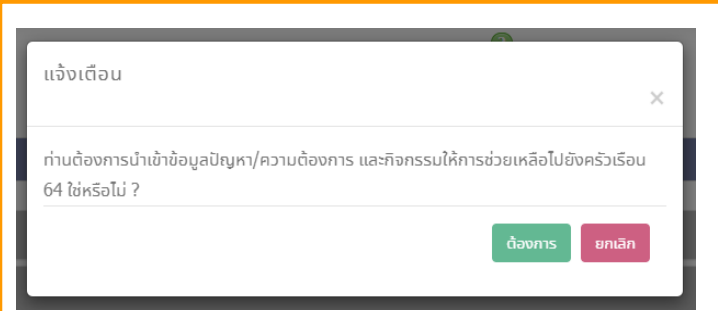 แจ้งเตือน
×
ท่านต้องการนำเข้าข้อมูลปัญหา/ความต้องการ และกิจกรรมให้การช่วยเหลือไปยังครัวเรือน
64 ใช่หรือไม่ ?
ต้องการ ยกเลิก